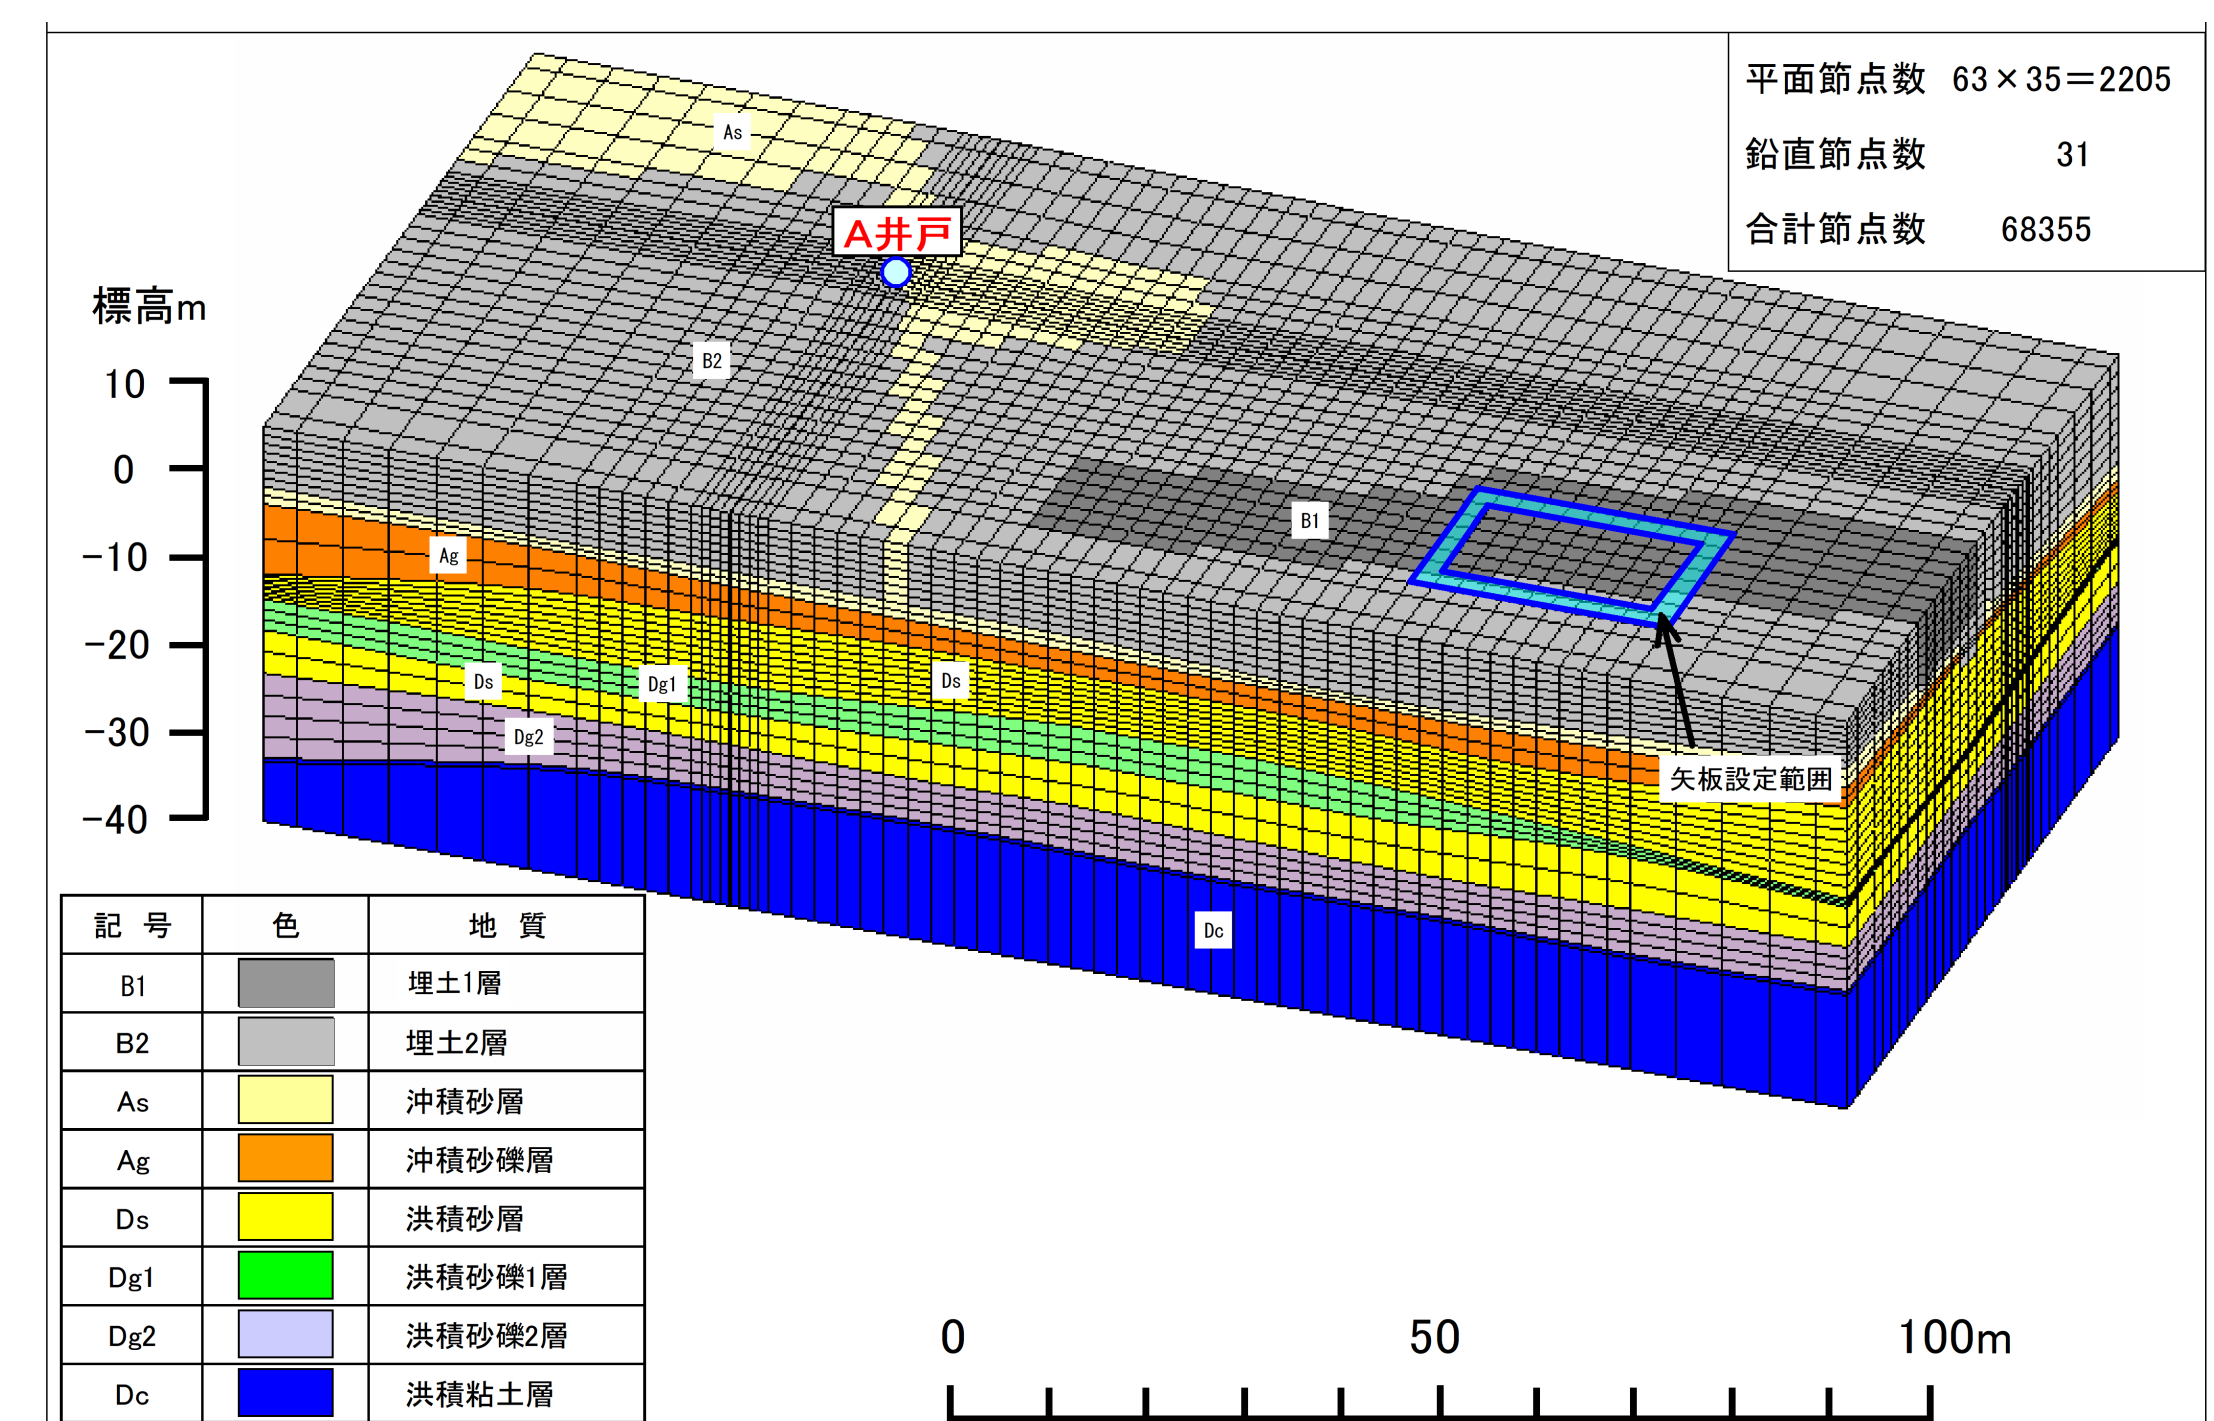 平面節点数 63×35＝2205
鉛直節点数 31
合計節点数 68355
As
A井戸
標高m
10
0
-10
-20
-30
-40
B2
B1
Ag
Ds
Dg1
Ds
Dg2
矢板設定範囲
Dc
記号 色 地質
B1 埋土1層
B2 埋土2層
As 沖積砂層
Ag 沖積砂礫層
Ds 洪積砂層
Dg1 洪積砂礫1層
Dg2 洪積砂礫2層
Dc 洪積粘土層
0 50 100m